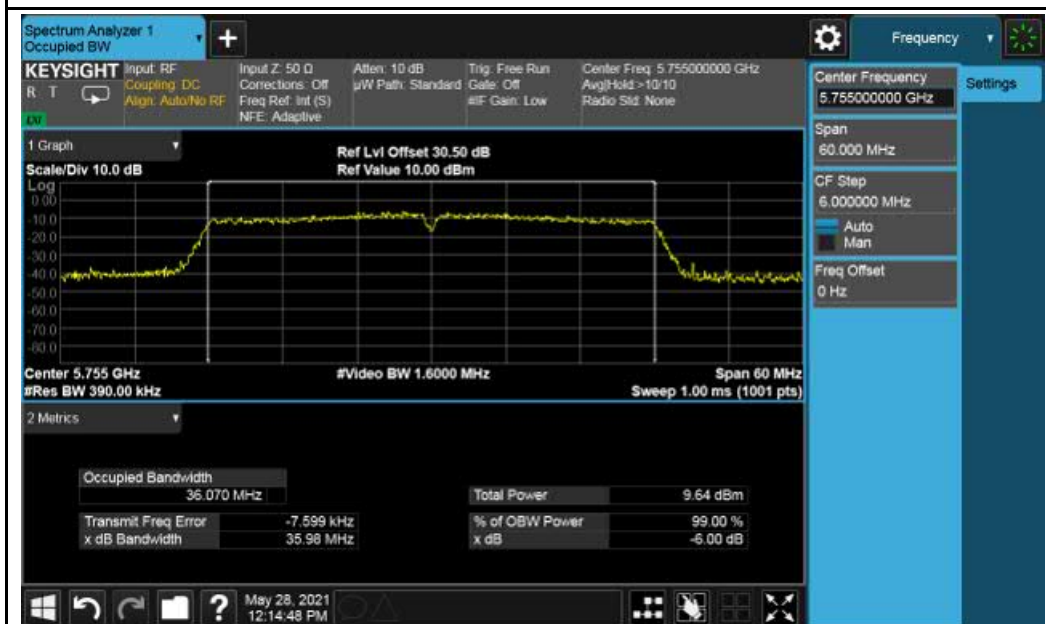 Spectrum Analyzer 1
Occupied BW
+
Frequency
KEYSIGHT
R T
Input: RF
Coupling: DC
Align: Auto/No RF
Input Z: 50 Ω
Corrections: Off
Freq Ref: Int (S)
NFE: Adaptive
Atten: 10 dB
µW Path: Standard
Trig: Free Run
Gate: Off
#IF Gain: Low
Center Freq: 5.755000000 GHz
Avg|Hold:>10/10
Radio Std: None
Center Frequency
5.755000000 GHz
Settings
Span
60.000 MHz
CF Step
6.000000 MHz
Auto
Man
Freq Offset
0 Hz
1 Graph
Scale/Div 10.0 dB
Ref Lvl Offset 30.50 dB
Ref Value 10.00 dBm
Log
0.00
-10.0
-20.0
-30.0
-40.0
-50.0
-60.0
-70.0
-80.0
Center 5.755 GHz
#Res BW 390.00 kHz
#Video BW 1.6000 MHz
Span 60 MHz
Sweep 1.00 ms (1001 pts)
2 Metrics
Occupied Bandwidth
36.070 MHz
Total Power 9.64 dBm
Transmit Freq Error -7.599 kHz
% of OBW Power 99.00 %
x dB Bandwidth 35.98 MHz
x dB -6.00 dB
?
May 28, 2021
12:14:48 PM